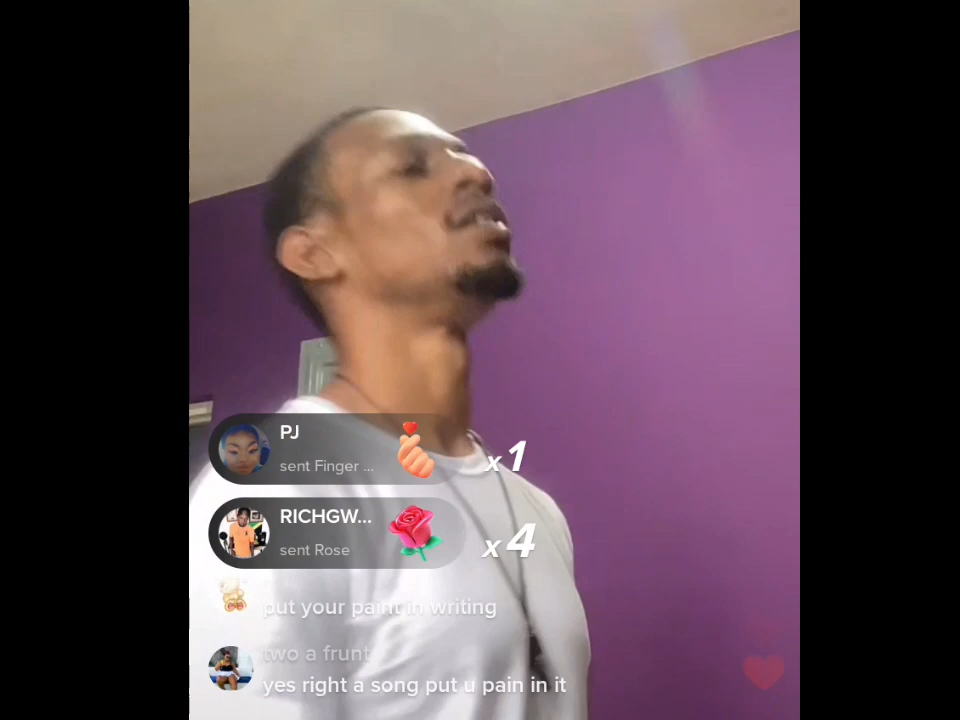 PJ
sent Finger ...
x1
RICHGW...
sent Rose
x4
put your paint in writing
two a frunt
yes right a song put u pain in it